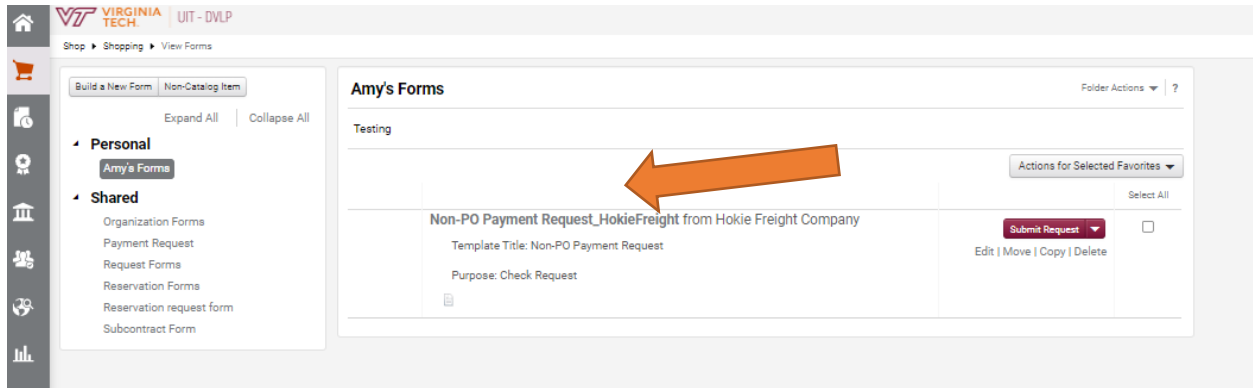 VT VIRGINIA TECH. UIT - DVLP
Shop Shopping View Forms
Build a New Form Non-Catalog Item
Expand All Collapse All
Personal
Amy's Forms
Shared
Organization Forms
Payment Request
Request Forms
Reservation Forms
Reservation request form
Subcontract Form
Amy's Forms
Folder Actions ?
Testing
Actions for Selected Favorites
Select All
Non-PO Payment Request_HokieFreight from Hokie Freight Company
Submit Request
Template Title: Non-PO Payment Request
Edit | Move | Copy | Delete
Purpose: Check Request